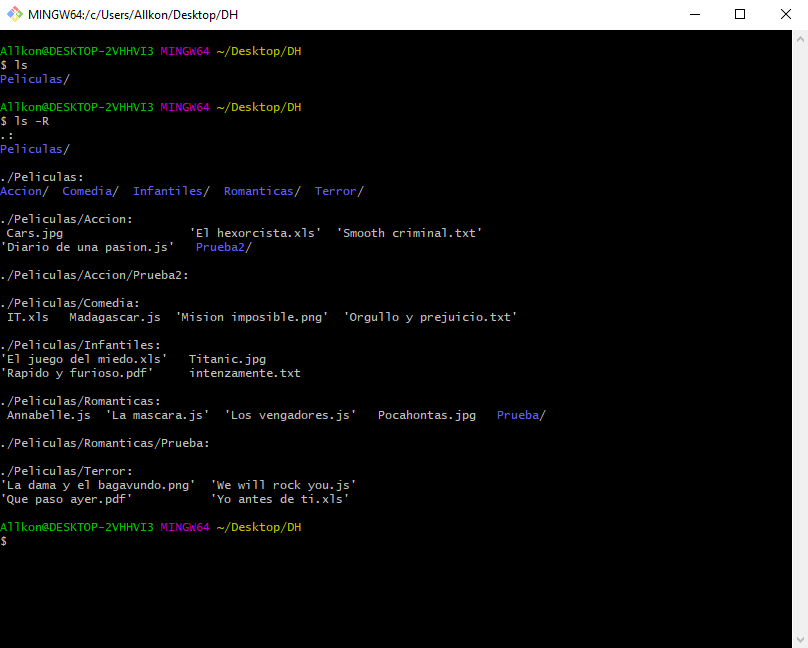 MINGW64:/c/Users/Allkon/Desktop/DH
Allkon@DESKTOP-2VHHVI3 MINGW64 ~/Desktop/DH
$ ls
Peliculas/
Allkon@DESKTOP-2VHHVI3 MINGW64 ~/Desktop/DH
$ ls -R
.:
Peliculas/
./Peliculas:
Accion/  Comedia/  Infantiles/  Romanticas/  Terror/
./Peliculas/Accion:
 Cars.jpg                  'El hexorcista.xls'  'Smooth criminal.txt'
'Diario de una pasion.js'   Prueba2/
./Peliculas/Accion/Prueba2:
./Peliculas/Comedia:
 IT.xls   Madagascar.js  'Mision imposible.png'  'Orgullo y prejuicio.txt'
./Peliculas/Infantiles:
'El juego del miedo.xls'   Titanic.jpg
'Rapido y furioso.pdf'     intenzamente.txt
./Peliculas/Romanticas:
 Annabelle.js  'La mascara.js'  'Los vengadores.js'   Pocahontas.jpg   Prueba/
./Peliculas/Romanticas/Prueba:
./Peliculas/Terror:
'La dama y el bagavundo.png'  'We will rock you.js'
'Que paso ayer.pdf'           'Yo antes de ti.xls'
Allkon@DESKTOP-2VHHVI3 MINGW64 ~/Desktop/DH
$